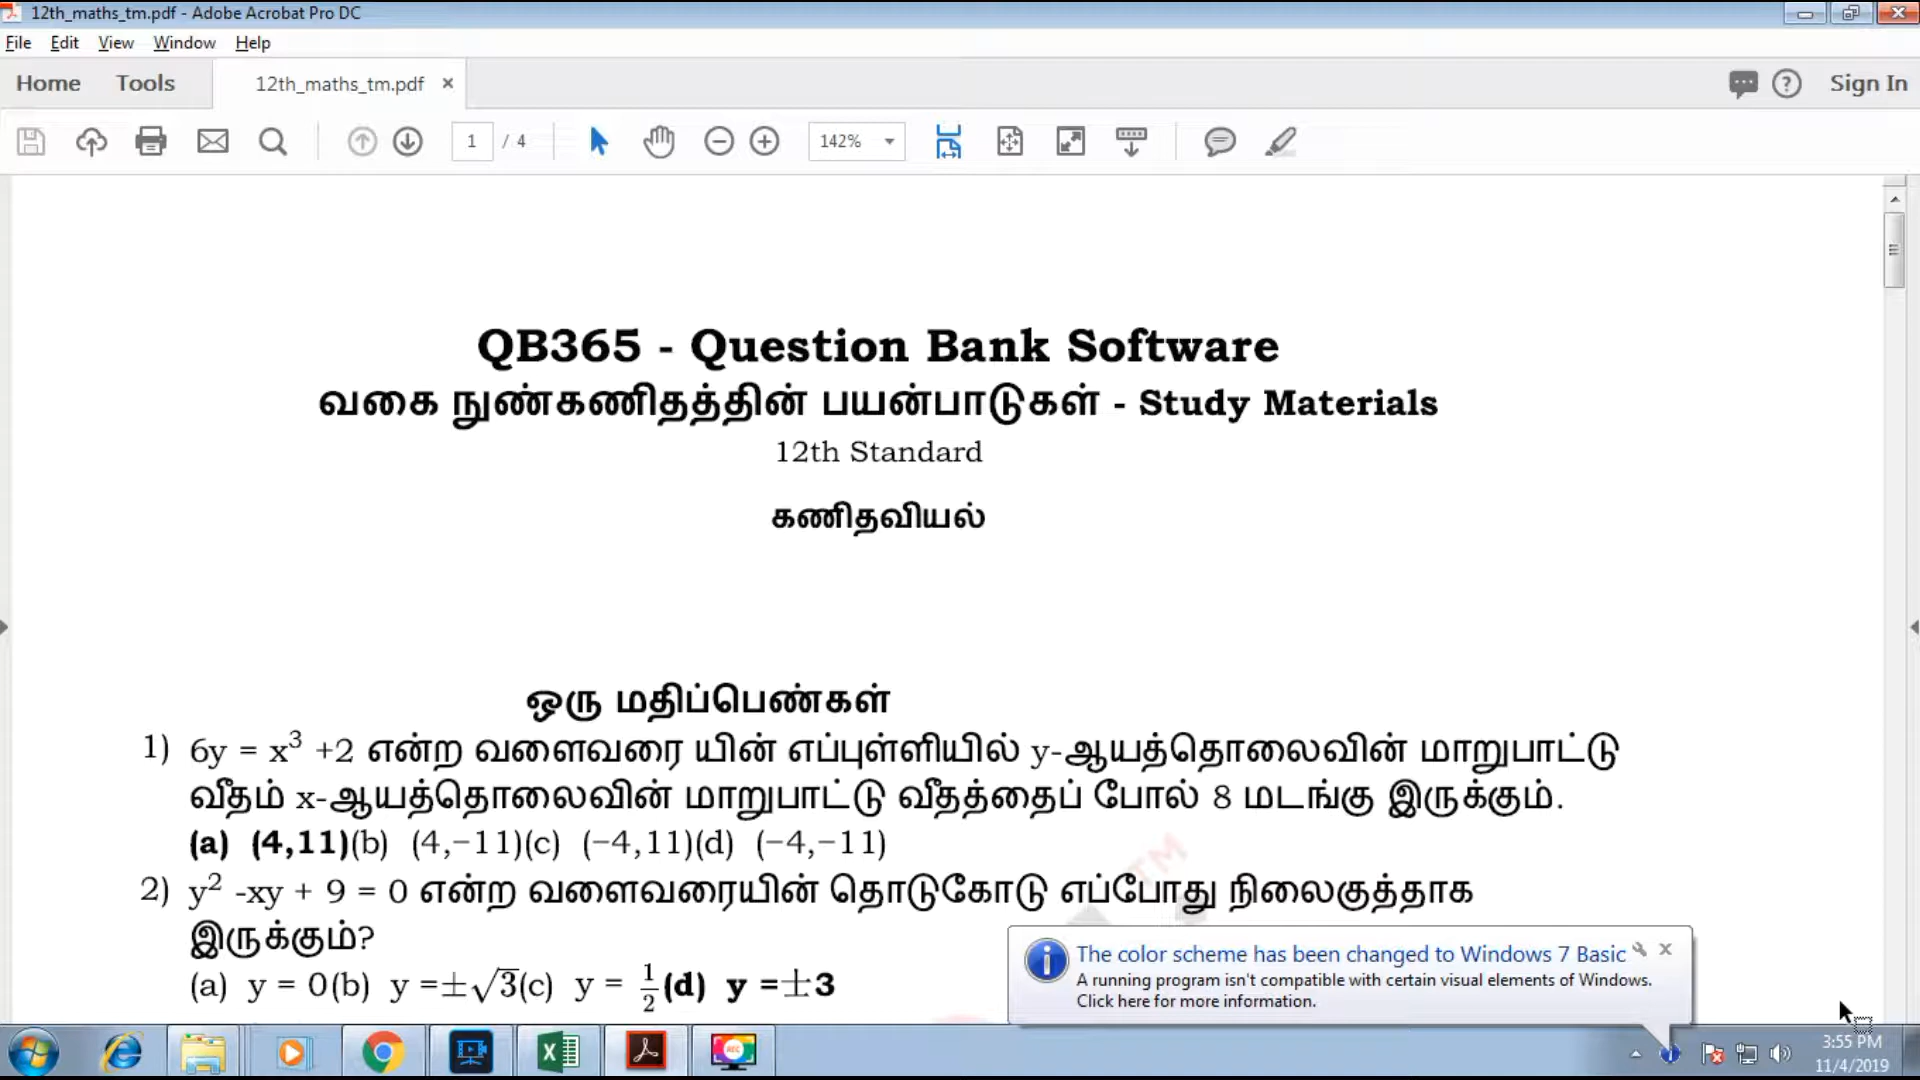 12th_maths_tm.pdf - Adobe Acrobat Pro DC
File Edit View Window Help
Home Tools 12th_maths_tm.pdf × Sign In
1 / 4 142%
QB365 - Question Bank Software
வகை நுண்கணிதத்தின் பயன்பாடுகள் - Study Materials
12th Standard
கணிதவியல்
ஒரு மதிப்பெண்கள்
1) 6y = x³ +2 என்ற வளைவரை யின் எப்புள்ளியில் y-ஆயத்தொலைவின் மாறுபாட்டு
வீதம் x-ஆயத்தொலைவின் மாறுபாட்டு வீதத்தைப் போல் 8 மடங்கு இருக்கும்.
(a) (4,11)(b) (4,−11)(c) (−4,11)(d) (−4,−11)
2) y² -xy + 9 = 0 என்ற வளைவரையின் தொடுகோடு எப்போது நிலைகுத்தாக
இருக்கும்?
(a) y = 0(b) y =±√3(c) y = 1/2(d) y =±3
TM
The color scheme has been changed to Windows 7 Basic
A running program isn't compatible with certain visual elements of Windows.
Click here for more information.
3:55 PM
11/4/2019